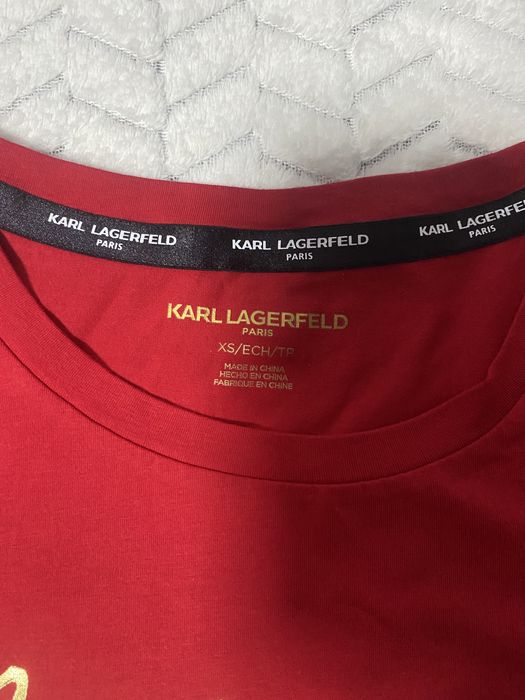 KARL LAGERFELD
PARIS
KARL LAGERFELD
PARIS
KARL LAGERFELD
PARIS
KARL LAGERFELD
PARIS
XS/ECH/TP
MADE IN CHINA
HECHO EN CHINA
FABRIQUÉ EN CHINE